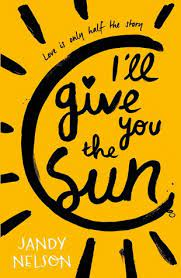 Love is only half the story
I'll
give
you
the
sun
JANDY
NELSON